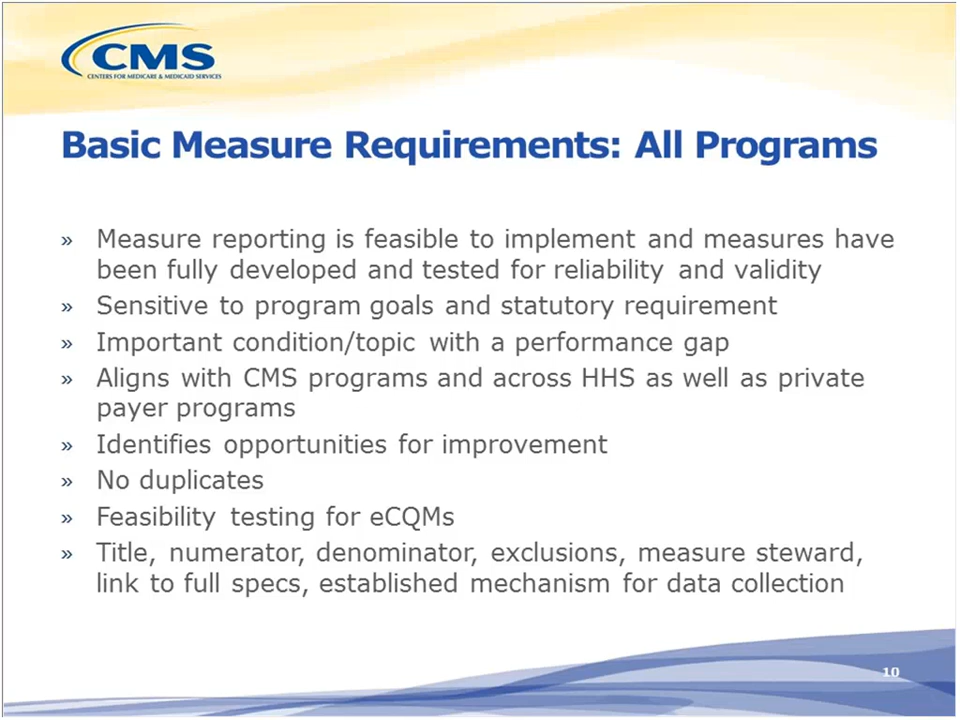 CMS
CENTERS FOR MEDICARE & MEDICAID SERVICES
Basic Measure Requirements: All Programs
» Measure reporting is feasible to implement and measures have
been fully developed and tested for reliability and validity
» Sensitive to program goals and statutory requirement
» Important condition/topic with a performance gap
» Aligns with CMS programs and across HHS as well as private
payer programs
» Identifies opportunities for improvement
» No duplicates
» Feasibility testing for eCQMs
» Title, numerator, denominator, exclusions, measure steward,
link to full specs, established mechanism for data collection
10